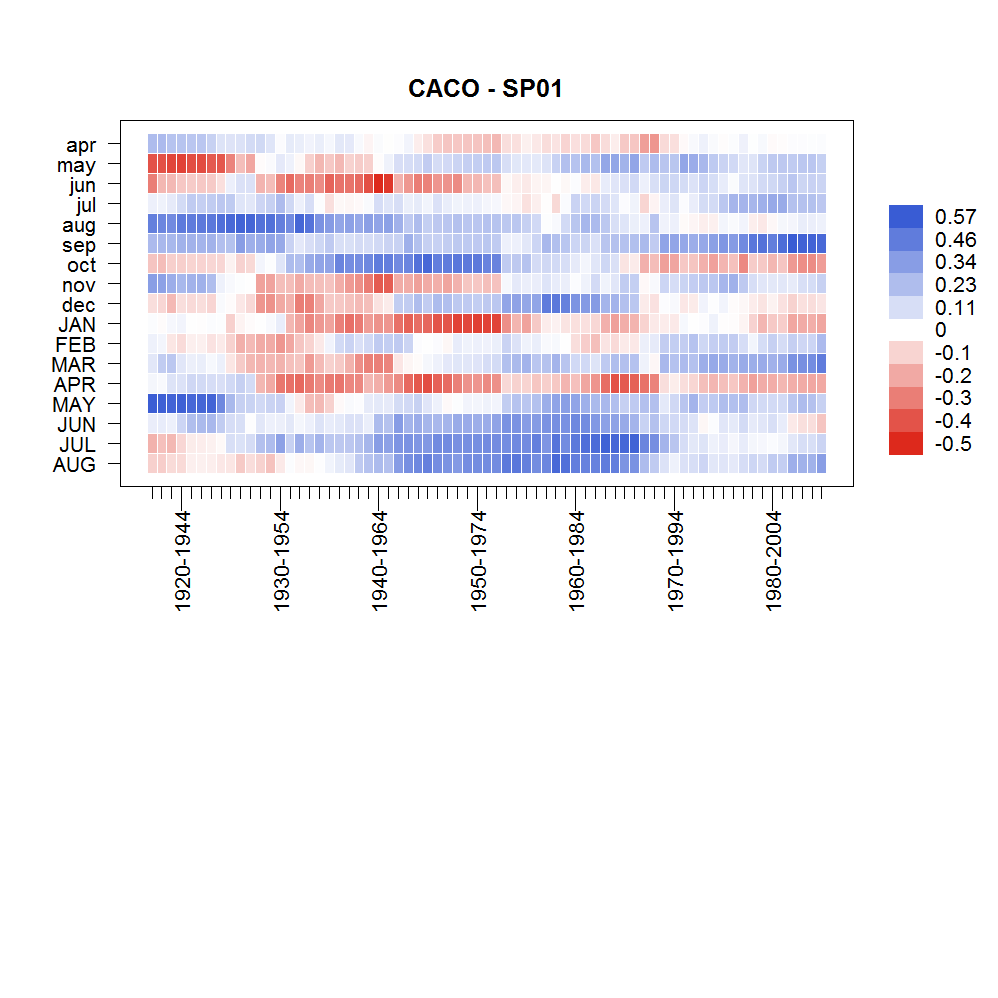 CACO - SP01
apr
may
jun
jul
aug
sep
oct
nov
dec
JAN
FEB
MAR
APR
MAY
JUN
JUL
AUG
0.57
0.46
0.34
0.23
0.11
0
-0.1
-0.2
-0.3
-0.4
-0.5
1920-1944
1930-1954
1940-1964
1950-1974
1960-1984
1970-1994
1980-2004